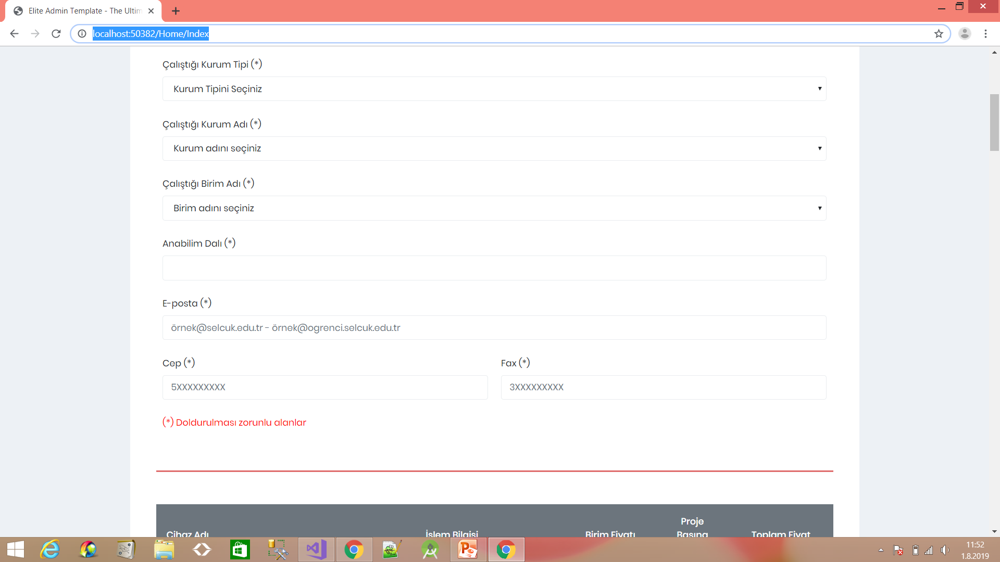 Elite Admin Template - The Ultim
localhost:50382/Home/Index
Çalıştığı Kurum Tipi (*)
Kurum Tipini Seçiniz
Çalıştığı Kurum Adı (*)
Kurum adını seçiniz
Çalıştığı Birim Adı (*)
Birim adını seçiniz
Anabilim Dalı (*)
E-posta (*)
örnek@selcuk.edu.tr - örnek@ogrenci.selcuk.edu.tr
Cep (*) Fax (*)
5XXXXXXXXX 3XXXXXXXXX
(*) Doldurulması zorunlu alanlar
Proje
Cihaz Adı İşlem Bilgisi Birim Fiyatı Başına Toplam Fiyat
11:52
1.8.2019